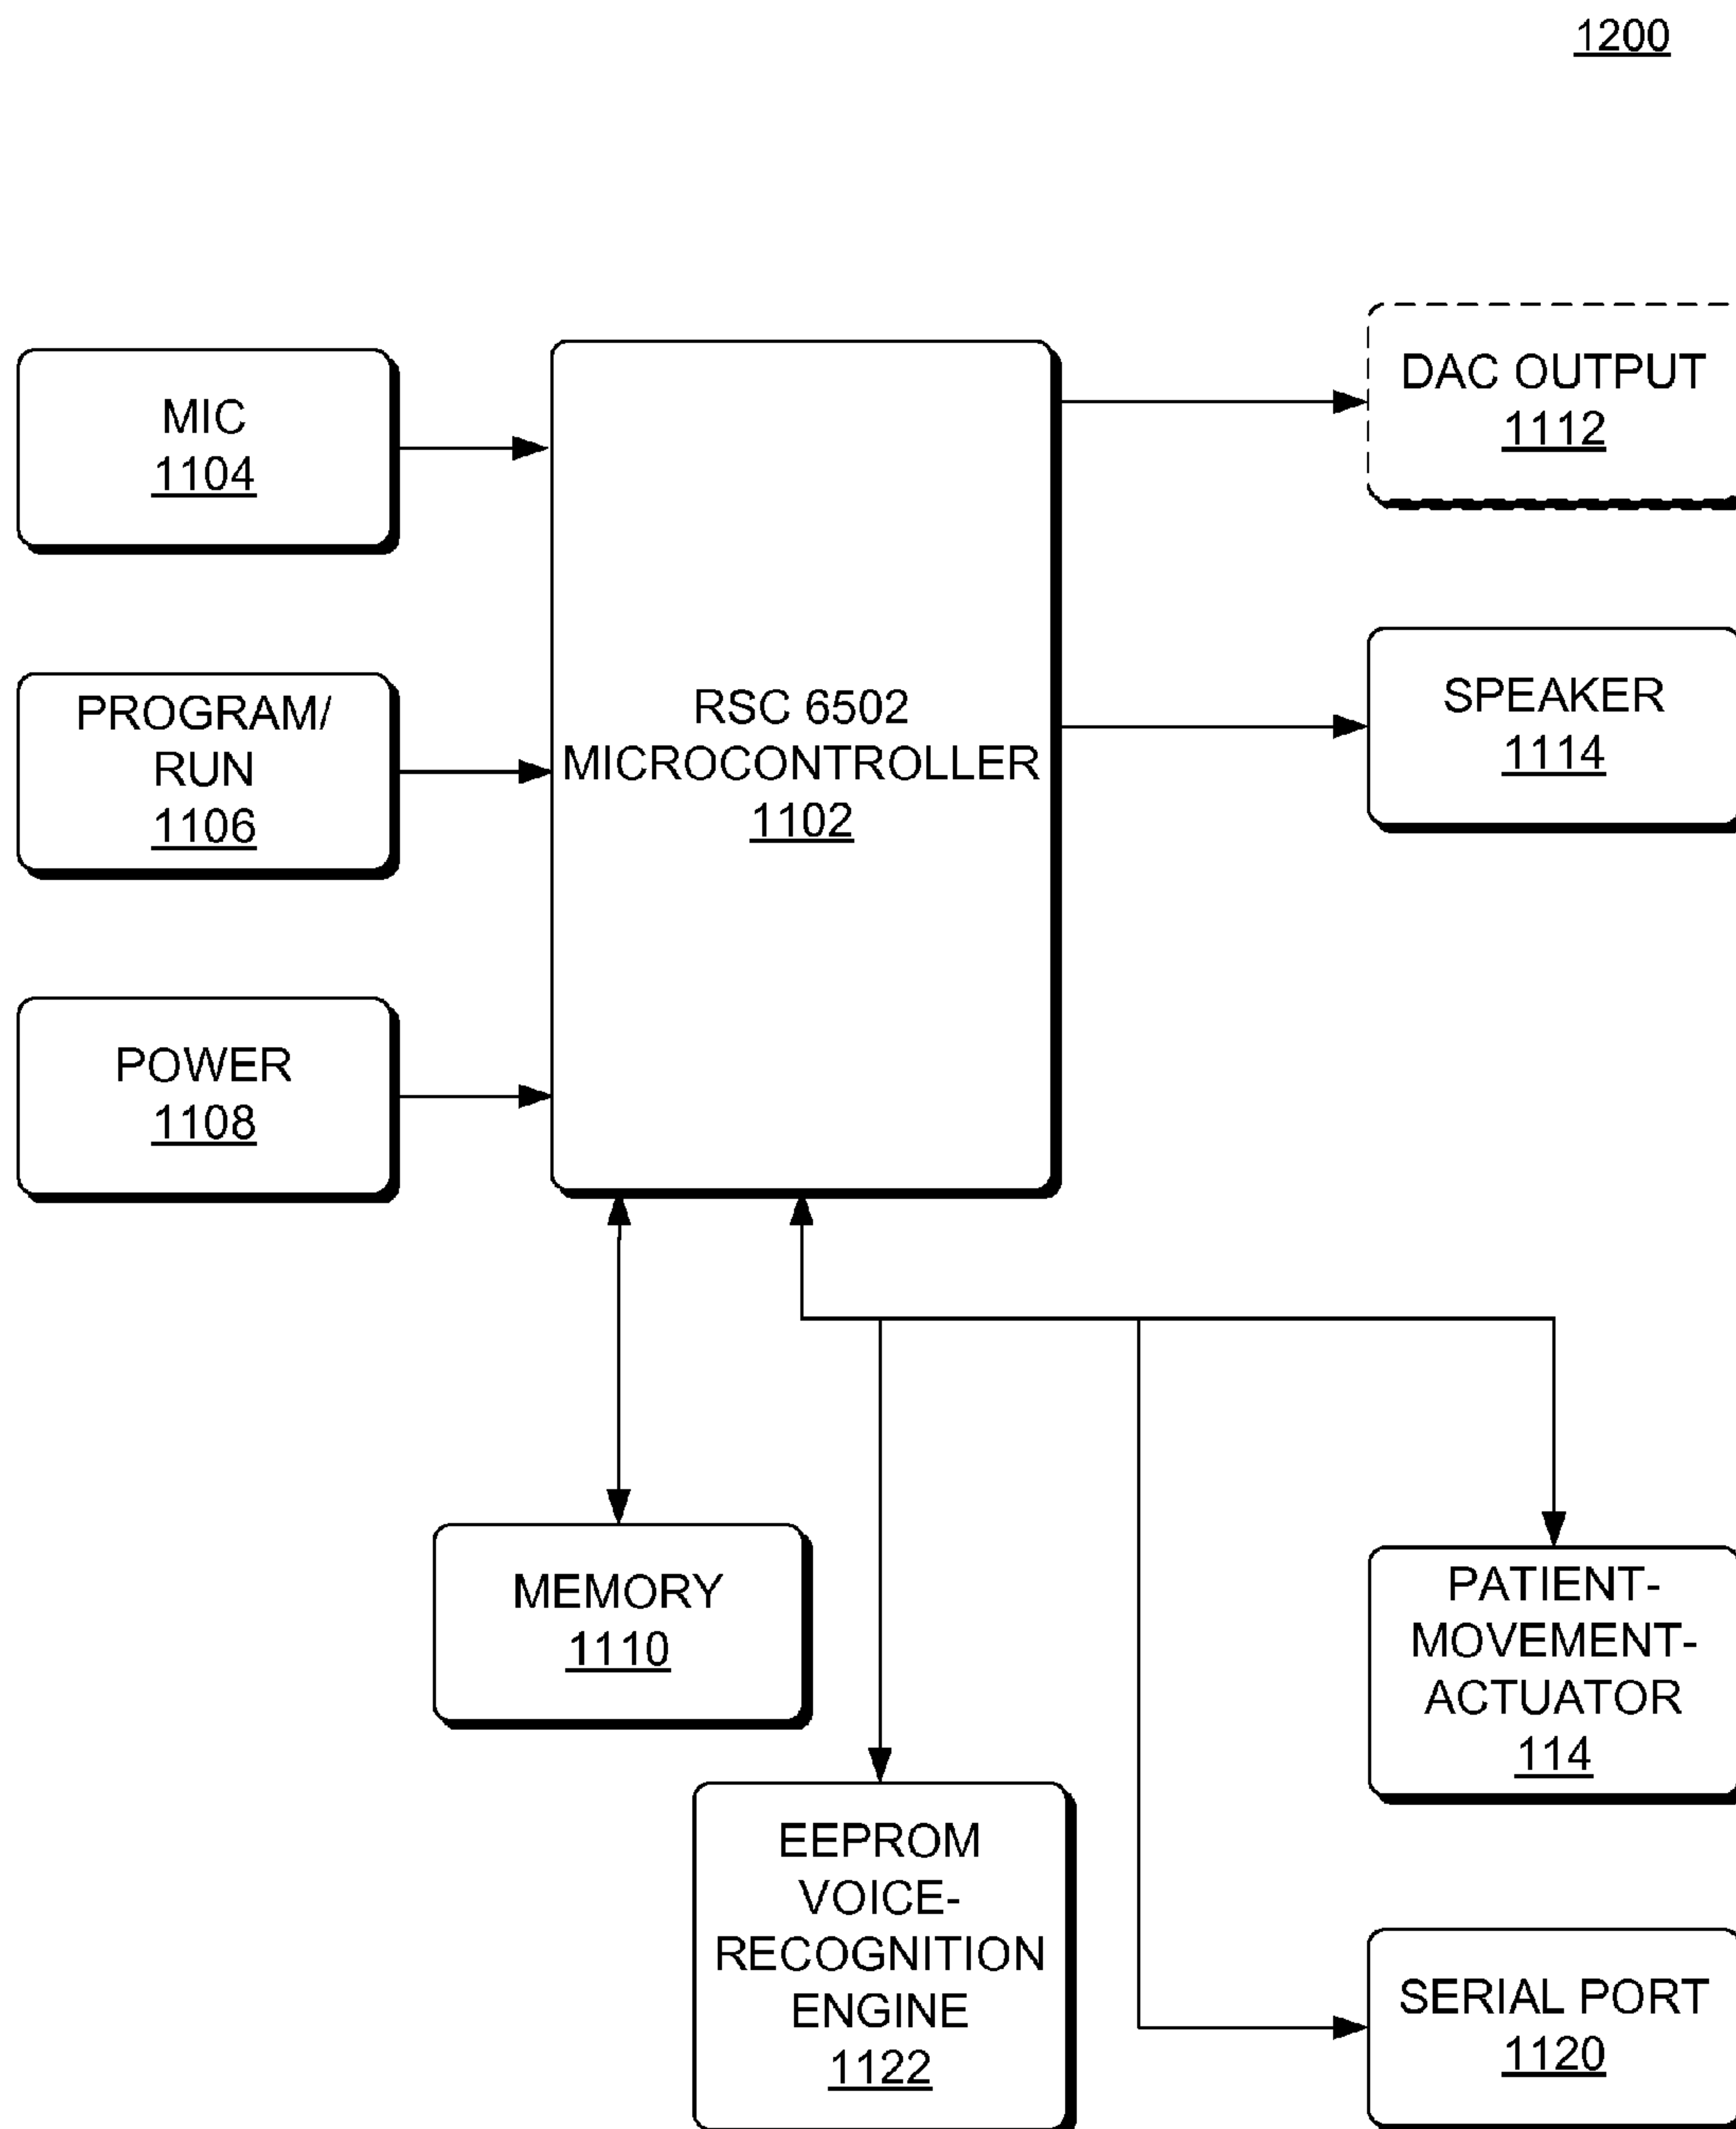 1200
MIC
1104
PROGRAM/
RUN
1106
POWER
1108
RSC 6502
MICROCONTROLLER
1102
DAC OUTPUT
1112
SPEAKER
1114
MEMORY
1110
EEPROM
VOICE-
RECOGNITION
ENGINE
1122
PATIENT-
MOVEMENT-
ACTUATOR
114
SERIAL PORT
1120